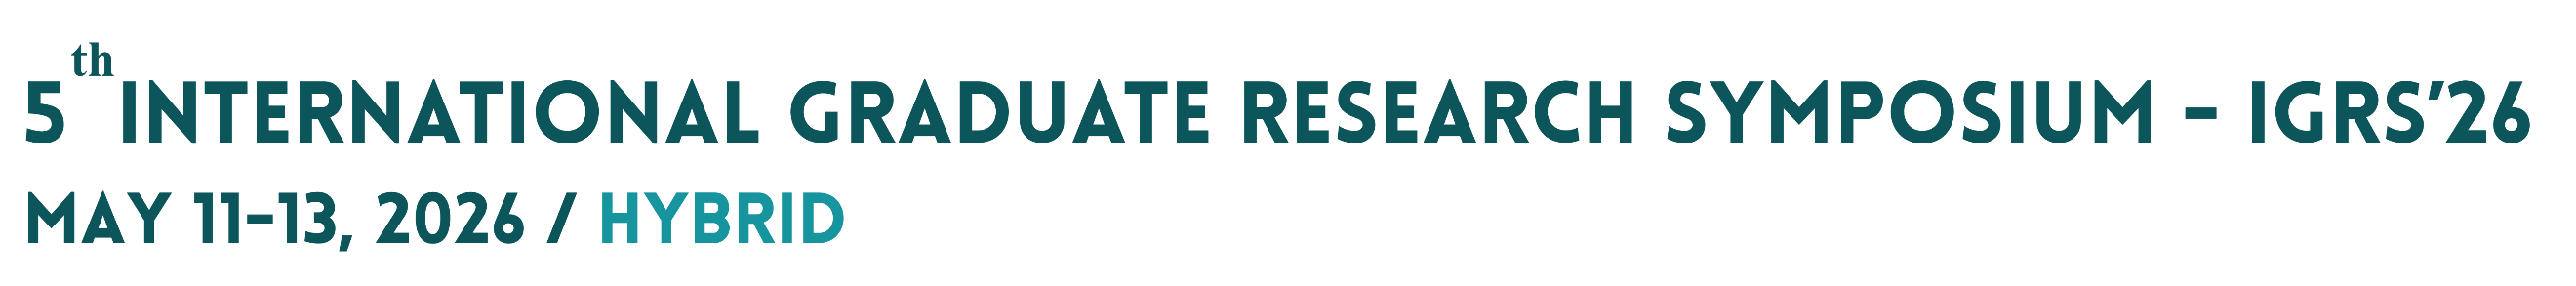 5th INTERNATIONAL GRADUATE RESEARCH SYMPOSIUM - IGRS'26
MAY 11-13, 2026 / HYBRID